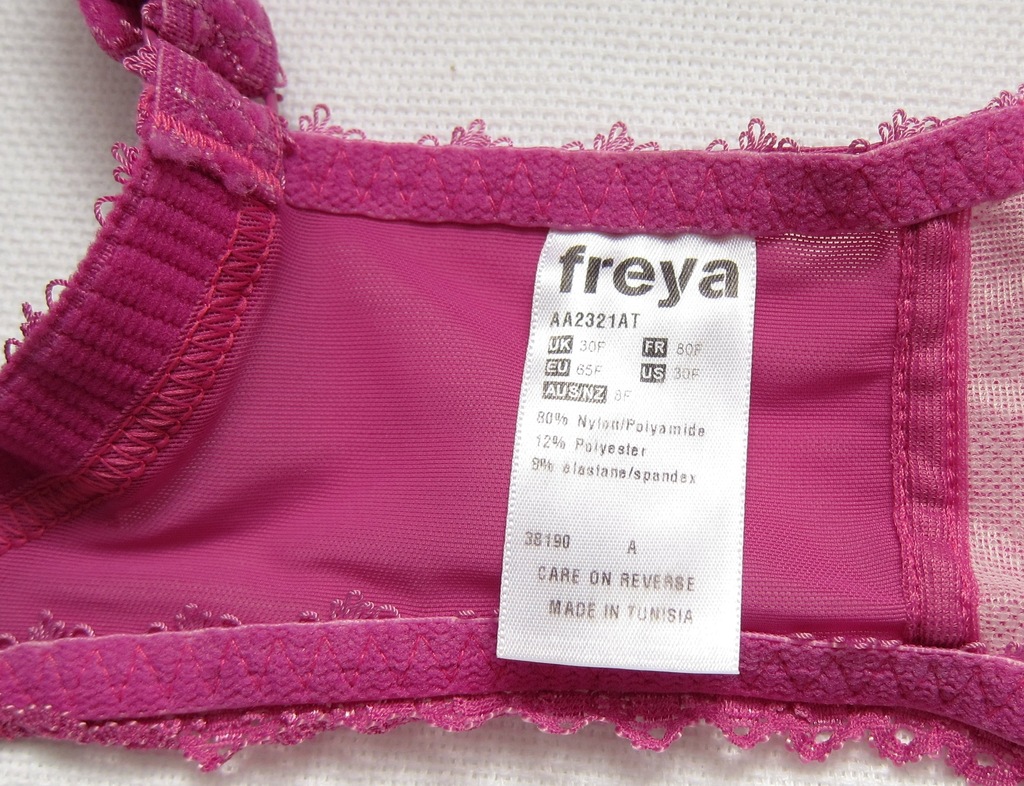 freya
AA2321AT
UK 30F FR 80F
EU 65F US 30F
AUS/NZ 8F
80% Nylon/Polyamide
12% Polyester
8% elastane/spandex
38190 A
CARE ON REVERSE
MADE IN TUNISIA